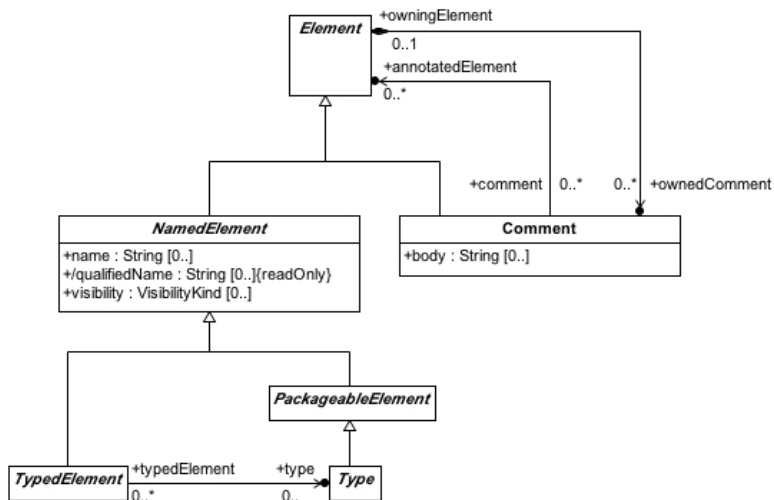 Element
+owningElement
0..1
+annotatedElement
0..*
+comment
0..*
0..*
+ownedComment
NamedElement
+name : String [0..]
+/qualifiedName : String [0..]{readOnly}
+visibility : VisibilityKind [0..]
Comment
+body : String [0..]
PackageableElement
TypedElement
+typedElement
0..*
+type
0..
Type